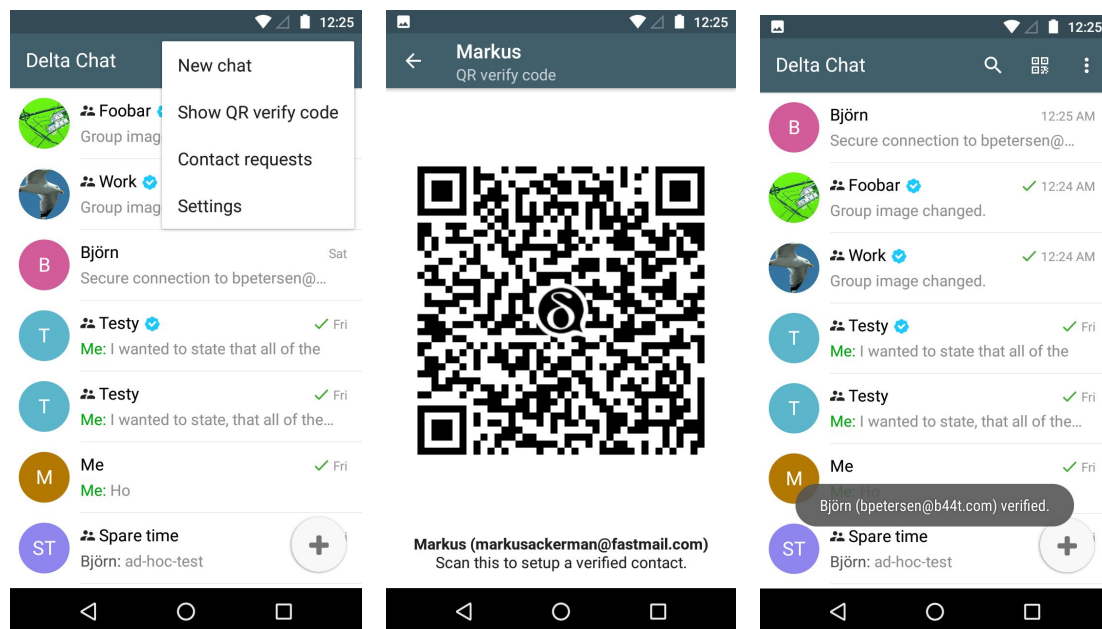 12:25
Delta Chat
New chat
Show QR verify code
Contact requests
Settings
Foobar
Group imag
Work
Group imag
B
Björn
Sat
Secure connection to bpetersen@...
T
Testy
Fri
Me: I wanted to state that all of the
T
Testy
Fri
Me: I wanted to state, that all of the...
M
Me
Fri
Me: Ho
ST
Spare time
Björn: ad-hoc-test
12:25
Markus
QR verify code
δ
Markus (markusackerman@fastmail.com)
Scan this to setup a verified contact.
12:25
Delta Chat
B
Björn
12:25 AM
Secure connection to bpetersen@...
Foobar
12:24 AM
Group image changed.
Work
12:24 AM
Group image changed.
T
Testy
Fri
Me: I wanted to state that all of the
T
Testy
Fri
Me: I wanted to state, that all of the...
M
Me
Fri
Me: Ho
Björn (bpetersen@b44t.com) verified.
ST
Spare time
Björn: ad-hoc-test